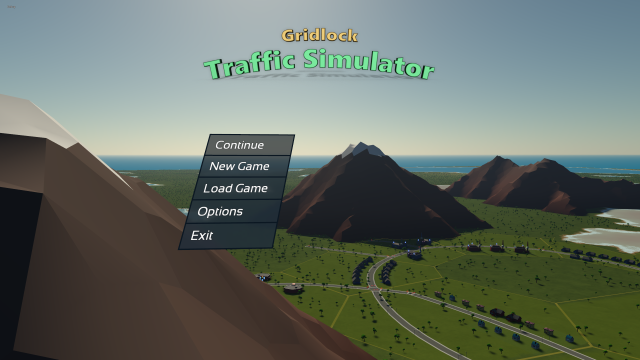 Gridlock
Traffic Simulator
Continue
New Game
Load Game
Options
Exit